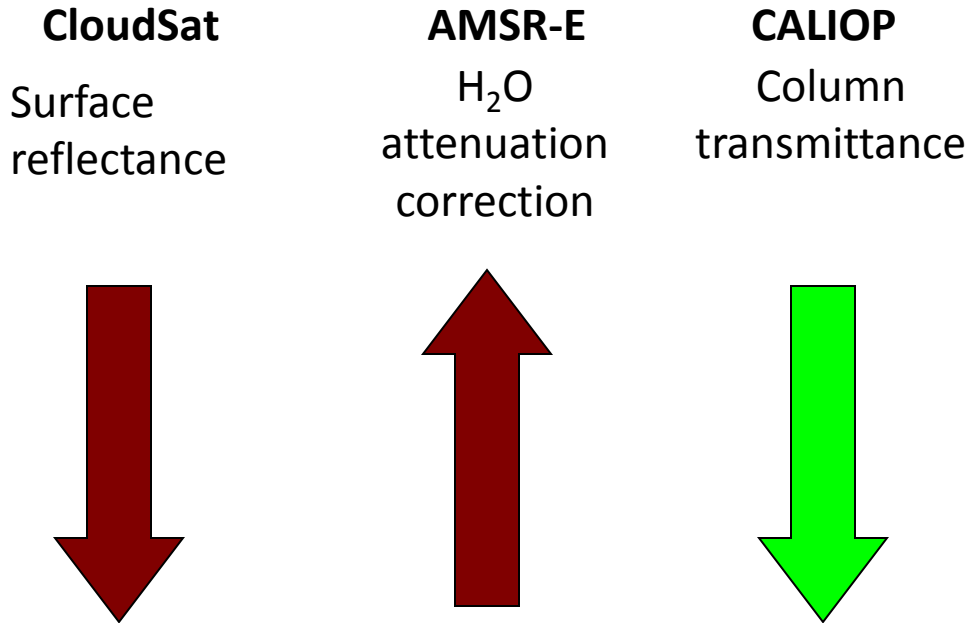 CloudSat
Surface
reflectance
AMSR-E
H₂O
attenuation
correction
CALIOP
Column
transmittance